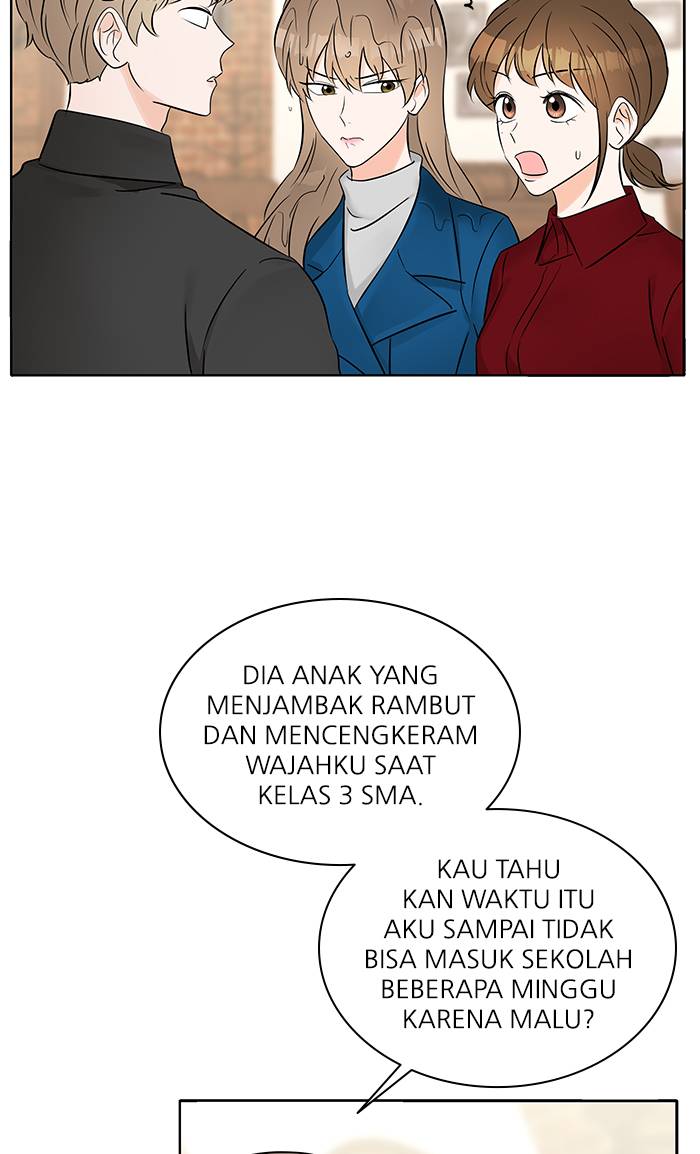 DIA ANAK YANG
MENJAMBAK RAMBUT
DAN MENCENGKERAM
WAJAHKU SAAT
KELAS 3 SMA.
KAU TAHU
KAN WAKTU ITU
AKU SAMPAI TIDAK
BISA MASUK SEKOLAH
BEBERAPA MINGGU
KARENA MALU?